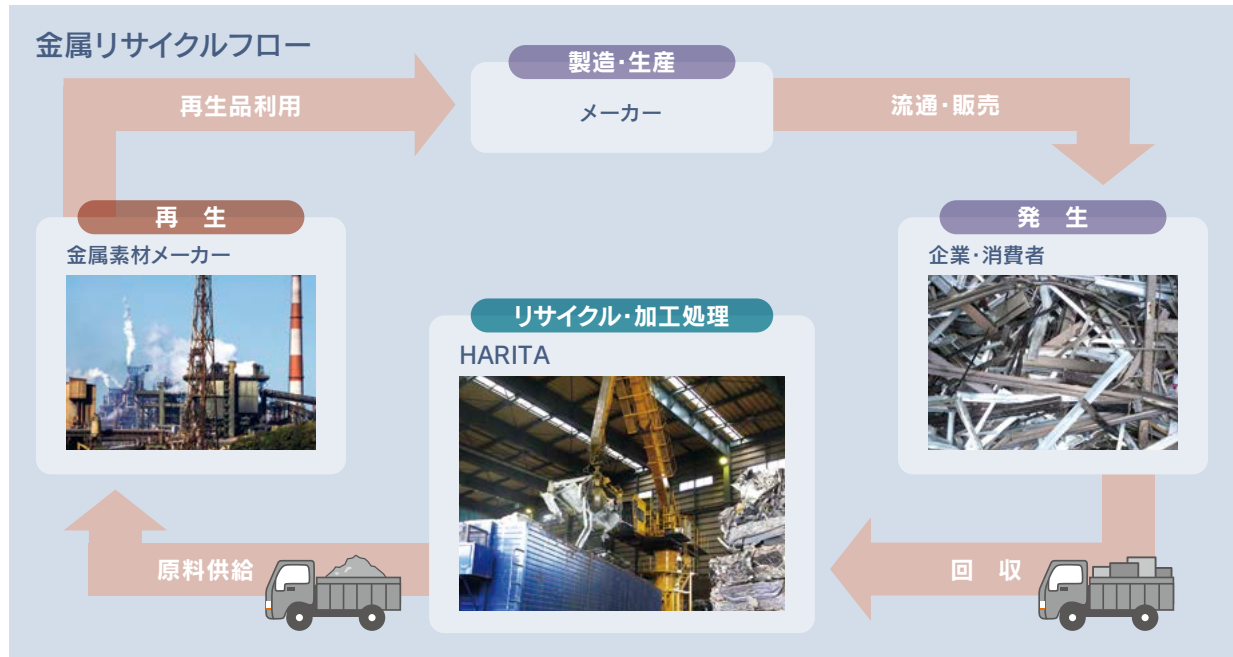 金属リサイクルフロー
製造・生産
メーカー
再生品利用
流通・販売
再 生
金属素材メーカー
発 生
企業・消費者
リサイクル・加工処理
HARITA
原料供給
回 収